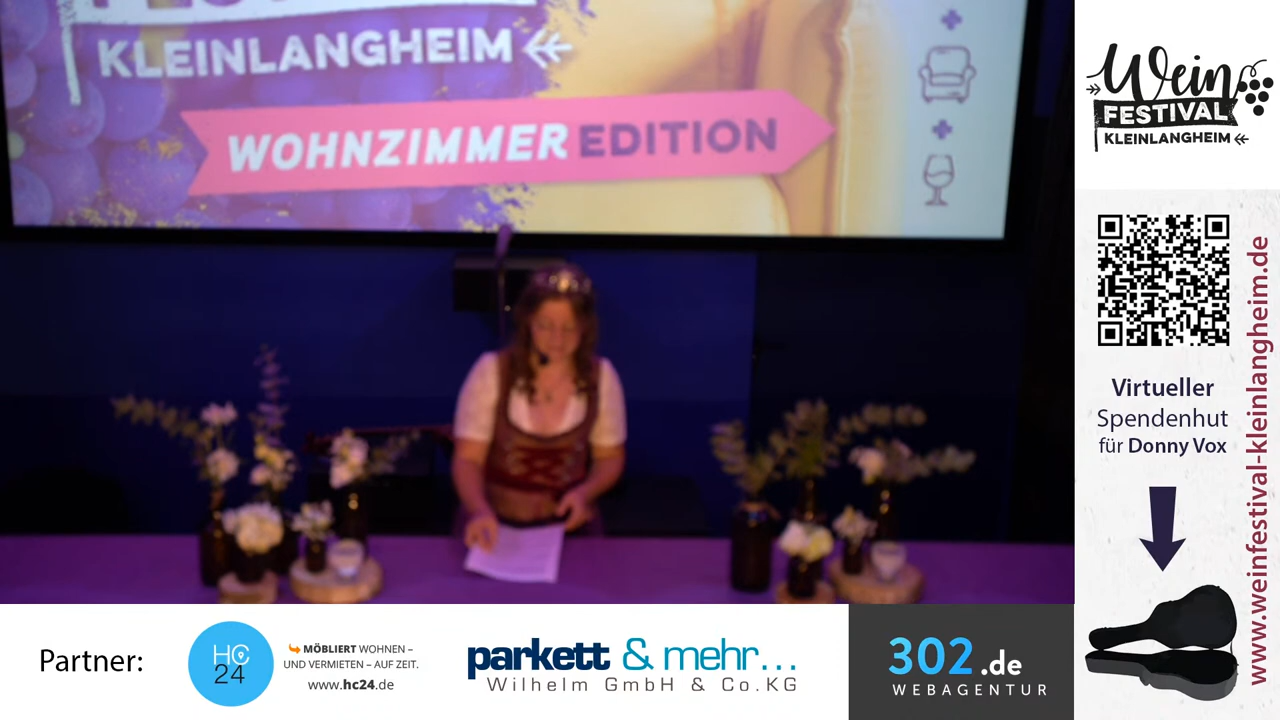 KLEINLANGHEIM
WOHNZIMMER EDITION
Wein
FESTIVAL
KLEINLANGHEIM
Virtueller
Spendenhut
für Donny Vox
www.weinfestival-kleinlangheim.de
Partner:
HC
24
MÖBLIERT WOHNEN –
UND VERMIETEN – AUF ZEIT.
www.hc24.de
parkett & mehr...
Wilhelm GmbH & Co.KG
302.de
WEBAGENTUR